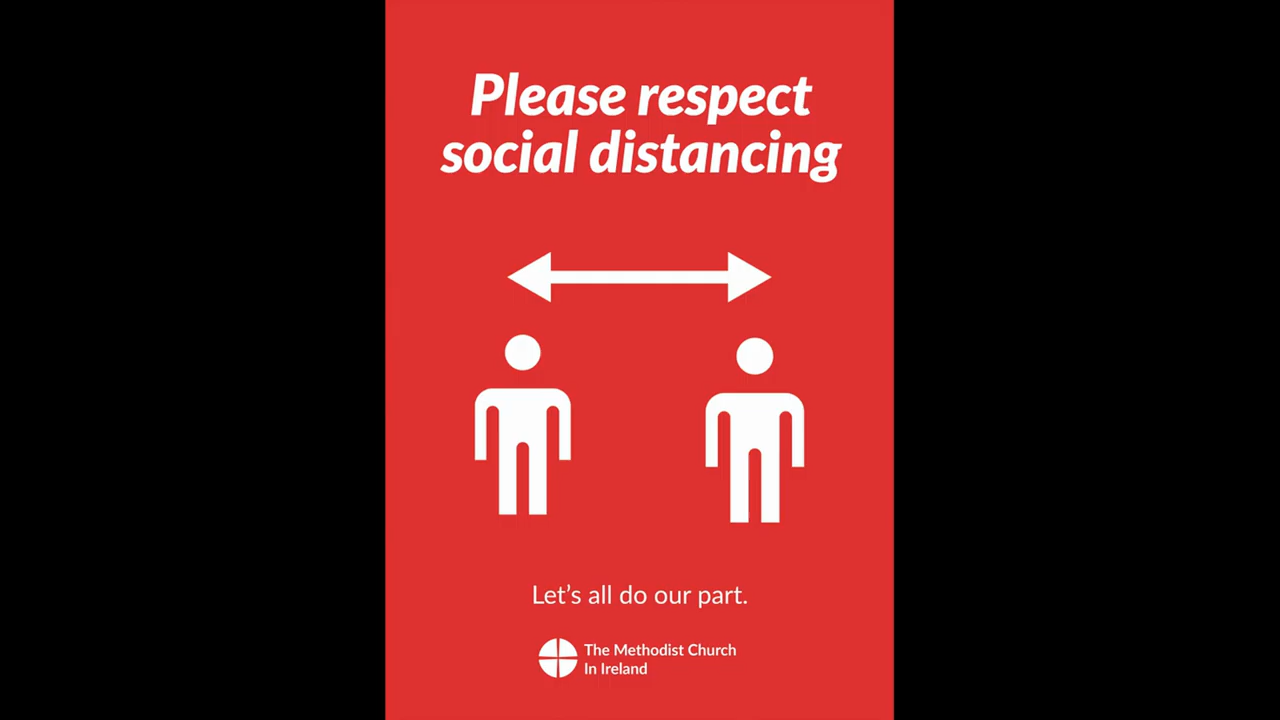 Please respect
social distancing
Let's all do our part.
The Methodist Church
In Ireland